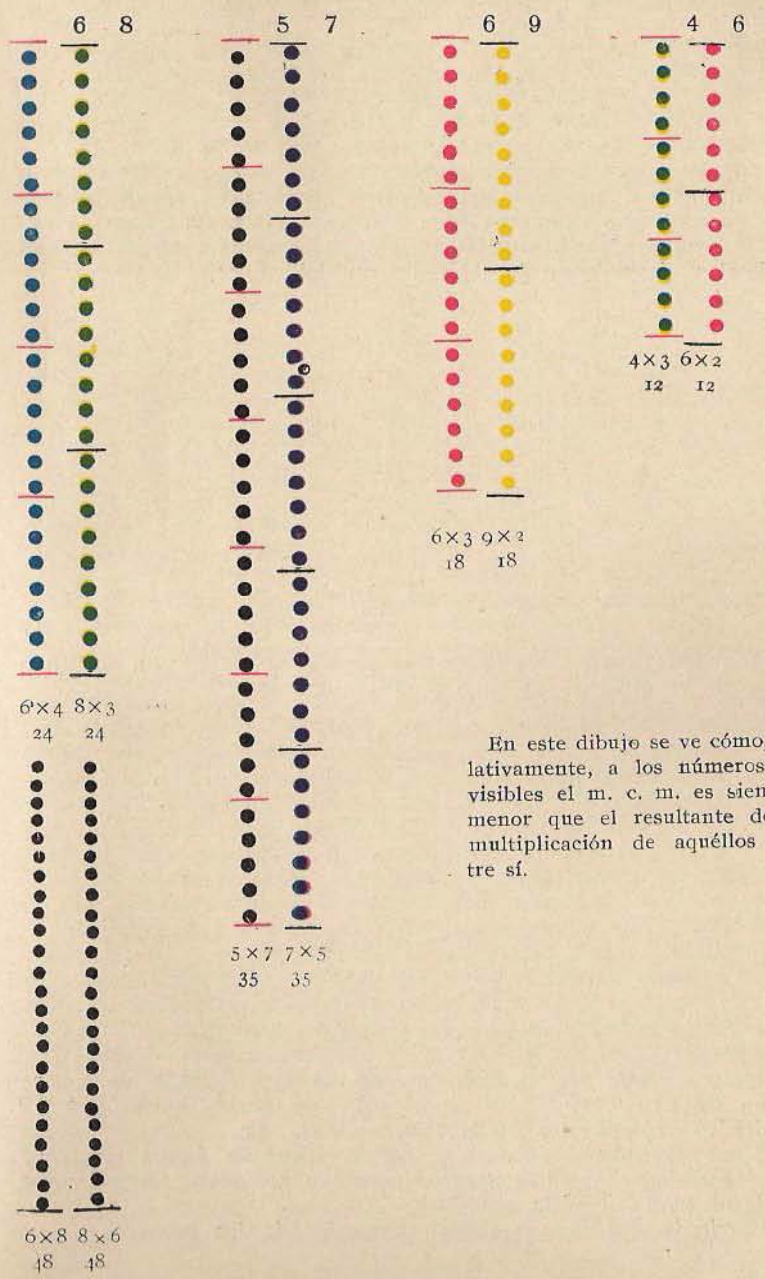 6 8
5 7
6 9
4 6
4×3 6×2
12 12
6×3 9×2
18 18
6×4 8×3
24 24
En este dibujo se ve cómo,
lativamente, a los números
visibles el m. c. m. es siem
menor que el resultante de
multiplicación de aquéllos
tre sí.
5×7 7×5
35 35
6×8 8×6
48 48